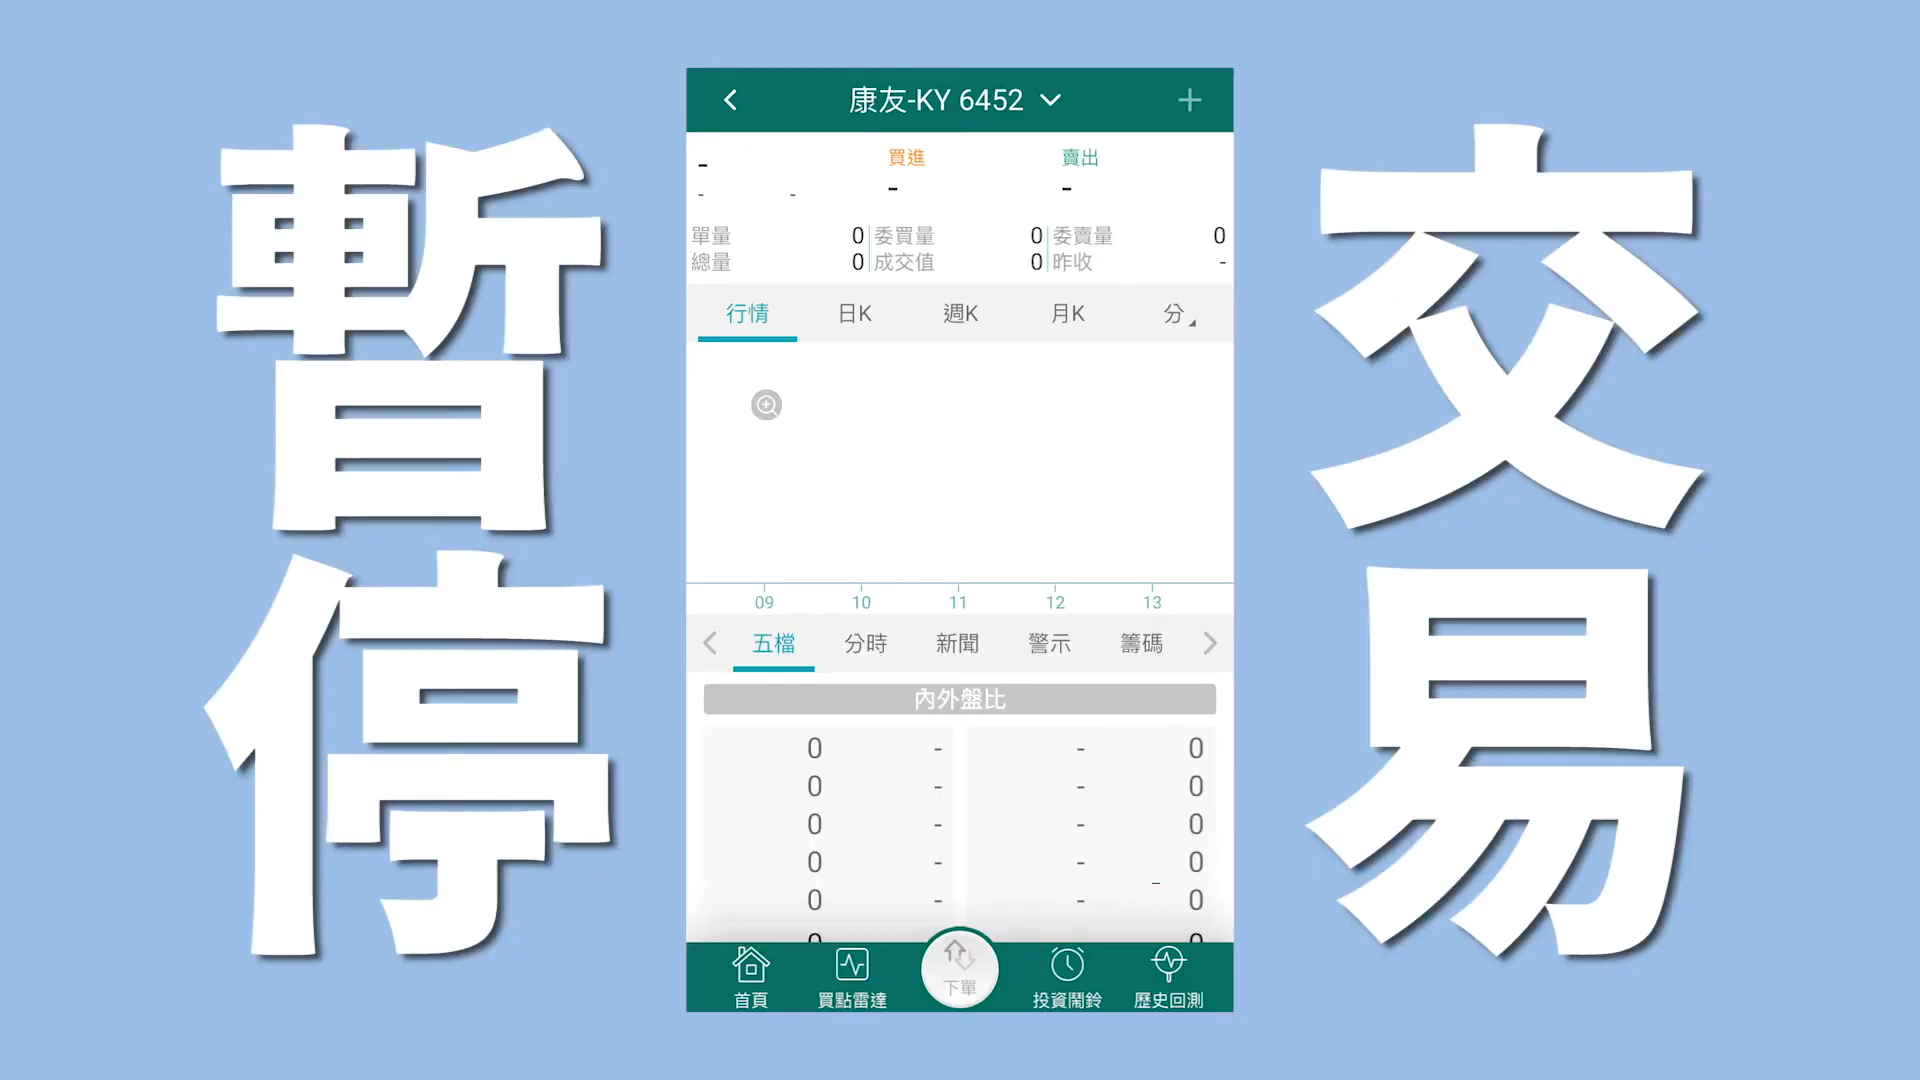 暫停
交易
康友-KY 6452
-
買進
賣出
- - - -
單量 0 委買量 0 委賣量 0
總量 0 成交值 0 昨收 -
行情 日K 週K 月K 分
09 10 11 12 13
五檔 分時 新聞 警示 籌碼
內外盤比
0 - - 0
0 - - 0
0 - - 0
0 - - 0
0 - - 0
0 0
首頁 買點雷達 下單 投資鬧鈴 歷史回測